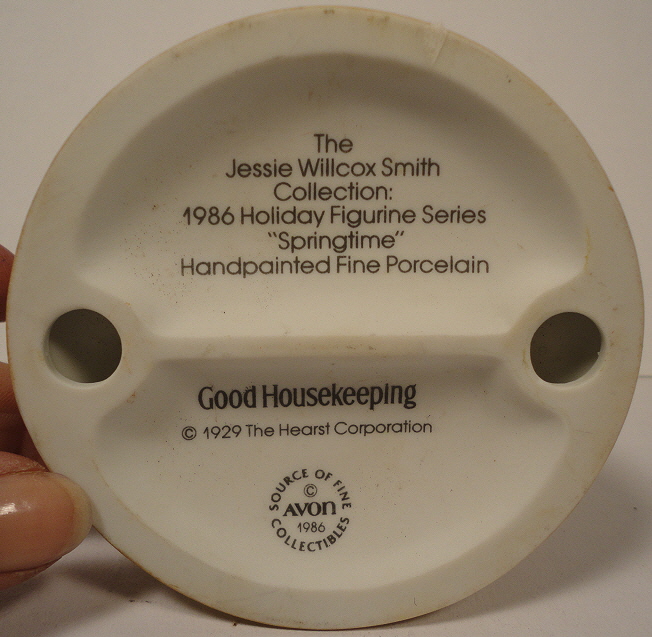 The
Jessie Willcox Smith
Collection:
1986 Holiday Figurine Series
"Springtime"
Handpainted Fine Porcelain
Good Housekeeping
© 1929 The Hearst Corporation
SOURCE OF FINE
©
AVON
1986
COLLECTIBLES